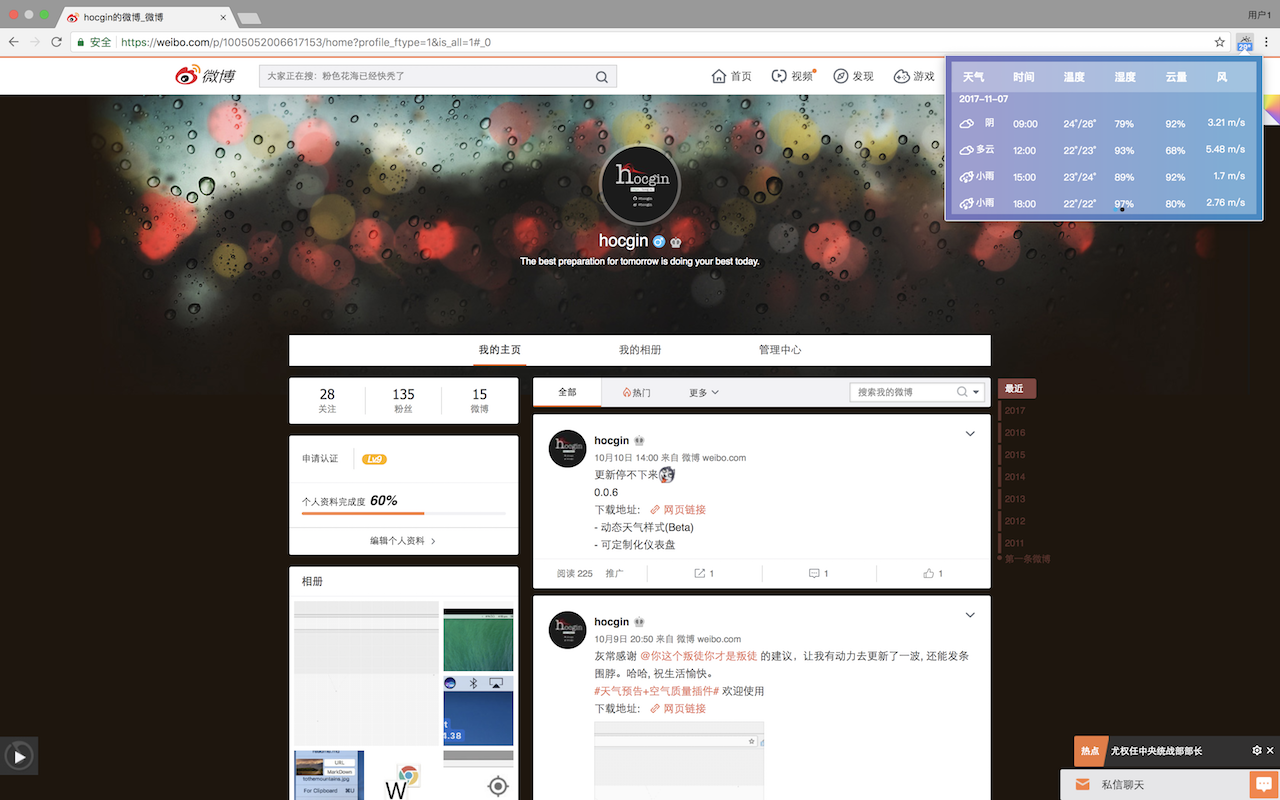 hocgin的微博_微博
用户1
安全 https://weibo.com/p/1005052006617153/home?profile_ftype=1&is_all=1#_0
29°
微博
大家正在搜：粉色花海已经快秃了
首页 视频 发现 游戏
天气 时间 温度 湿度 云量 风
2017-11-07
阴 09:00 24°/26° 79% 92% 3.21 m/s
多云 12:00 22°/23° 93% 68% 5.48 m/s
小雨 15:00 23°/24° 89% 92% 1.7 m/s
小雨 18:00 22°/22° 97% 80% 2.76 m/s
hocgin
hocgin
The best preparation for tomorrow is doing your best today.
我的主页 我的相册 管理中心
28 135 15
关注 粉丝 微博
申请认证 Lv9
个人资料完成度 60%
编辑个人资料
相册
URL
MarkDown
tothemountains.jpg
For Clipboard ⌘U
4.38
W
全部 热门 更多 搜索我的微博
hocgin
10月10日 14:00 来自 微博 weibo.com
更新停不下来
0.0.6
下载地址： 网页链接
- 动态天气样式(Beta)
- 可定制化仪表盘
阅读 225 推广 1 1 1
hocgin
10月9日 20:50 来自 微博 weibo.com
灰常感谢 @你这个叛徒你才是叛徒 的建议，让我有动力去更新了一波, 还能发条
围脖。哈哈, 祝生活愉快。
#天气预告+空气质量插件# 欢迎使用
下载地址： 网页链接
最近
2017
2016
2015
2014
2013
2012
2011
第一条微博
热点 尤权任中央统战部部长
私信聊天